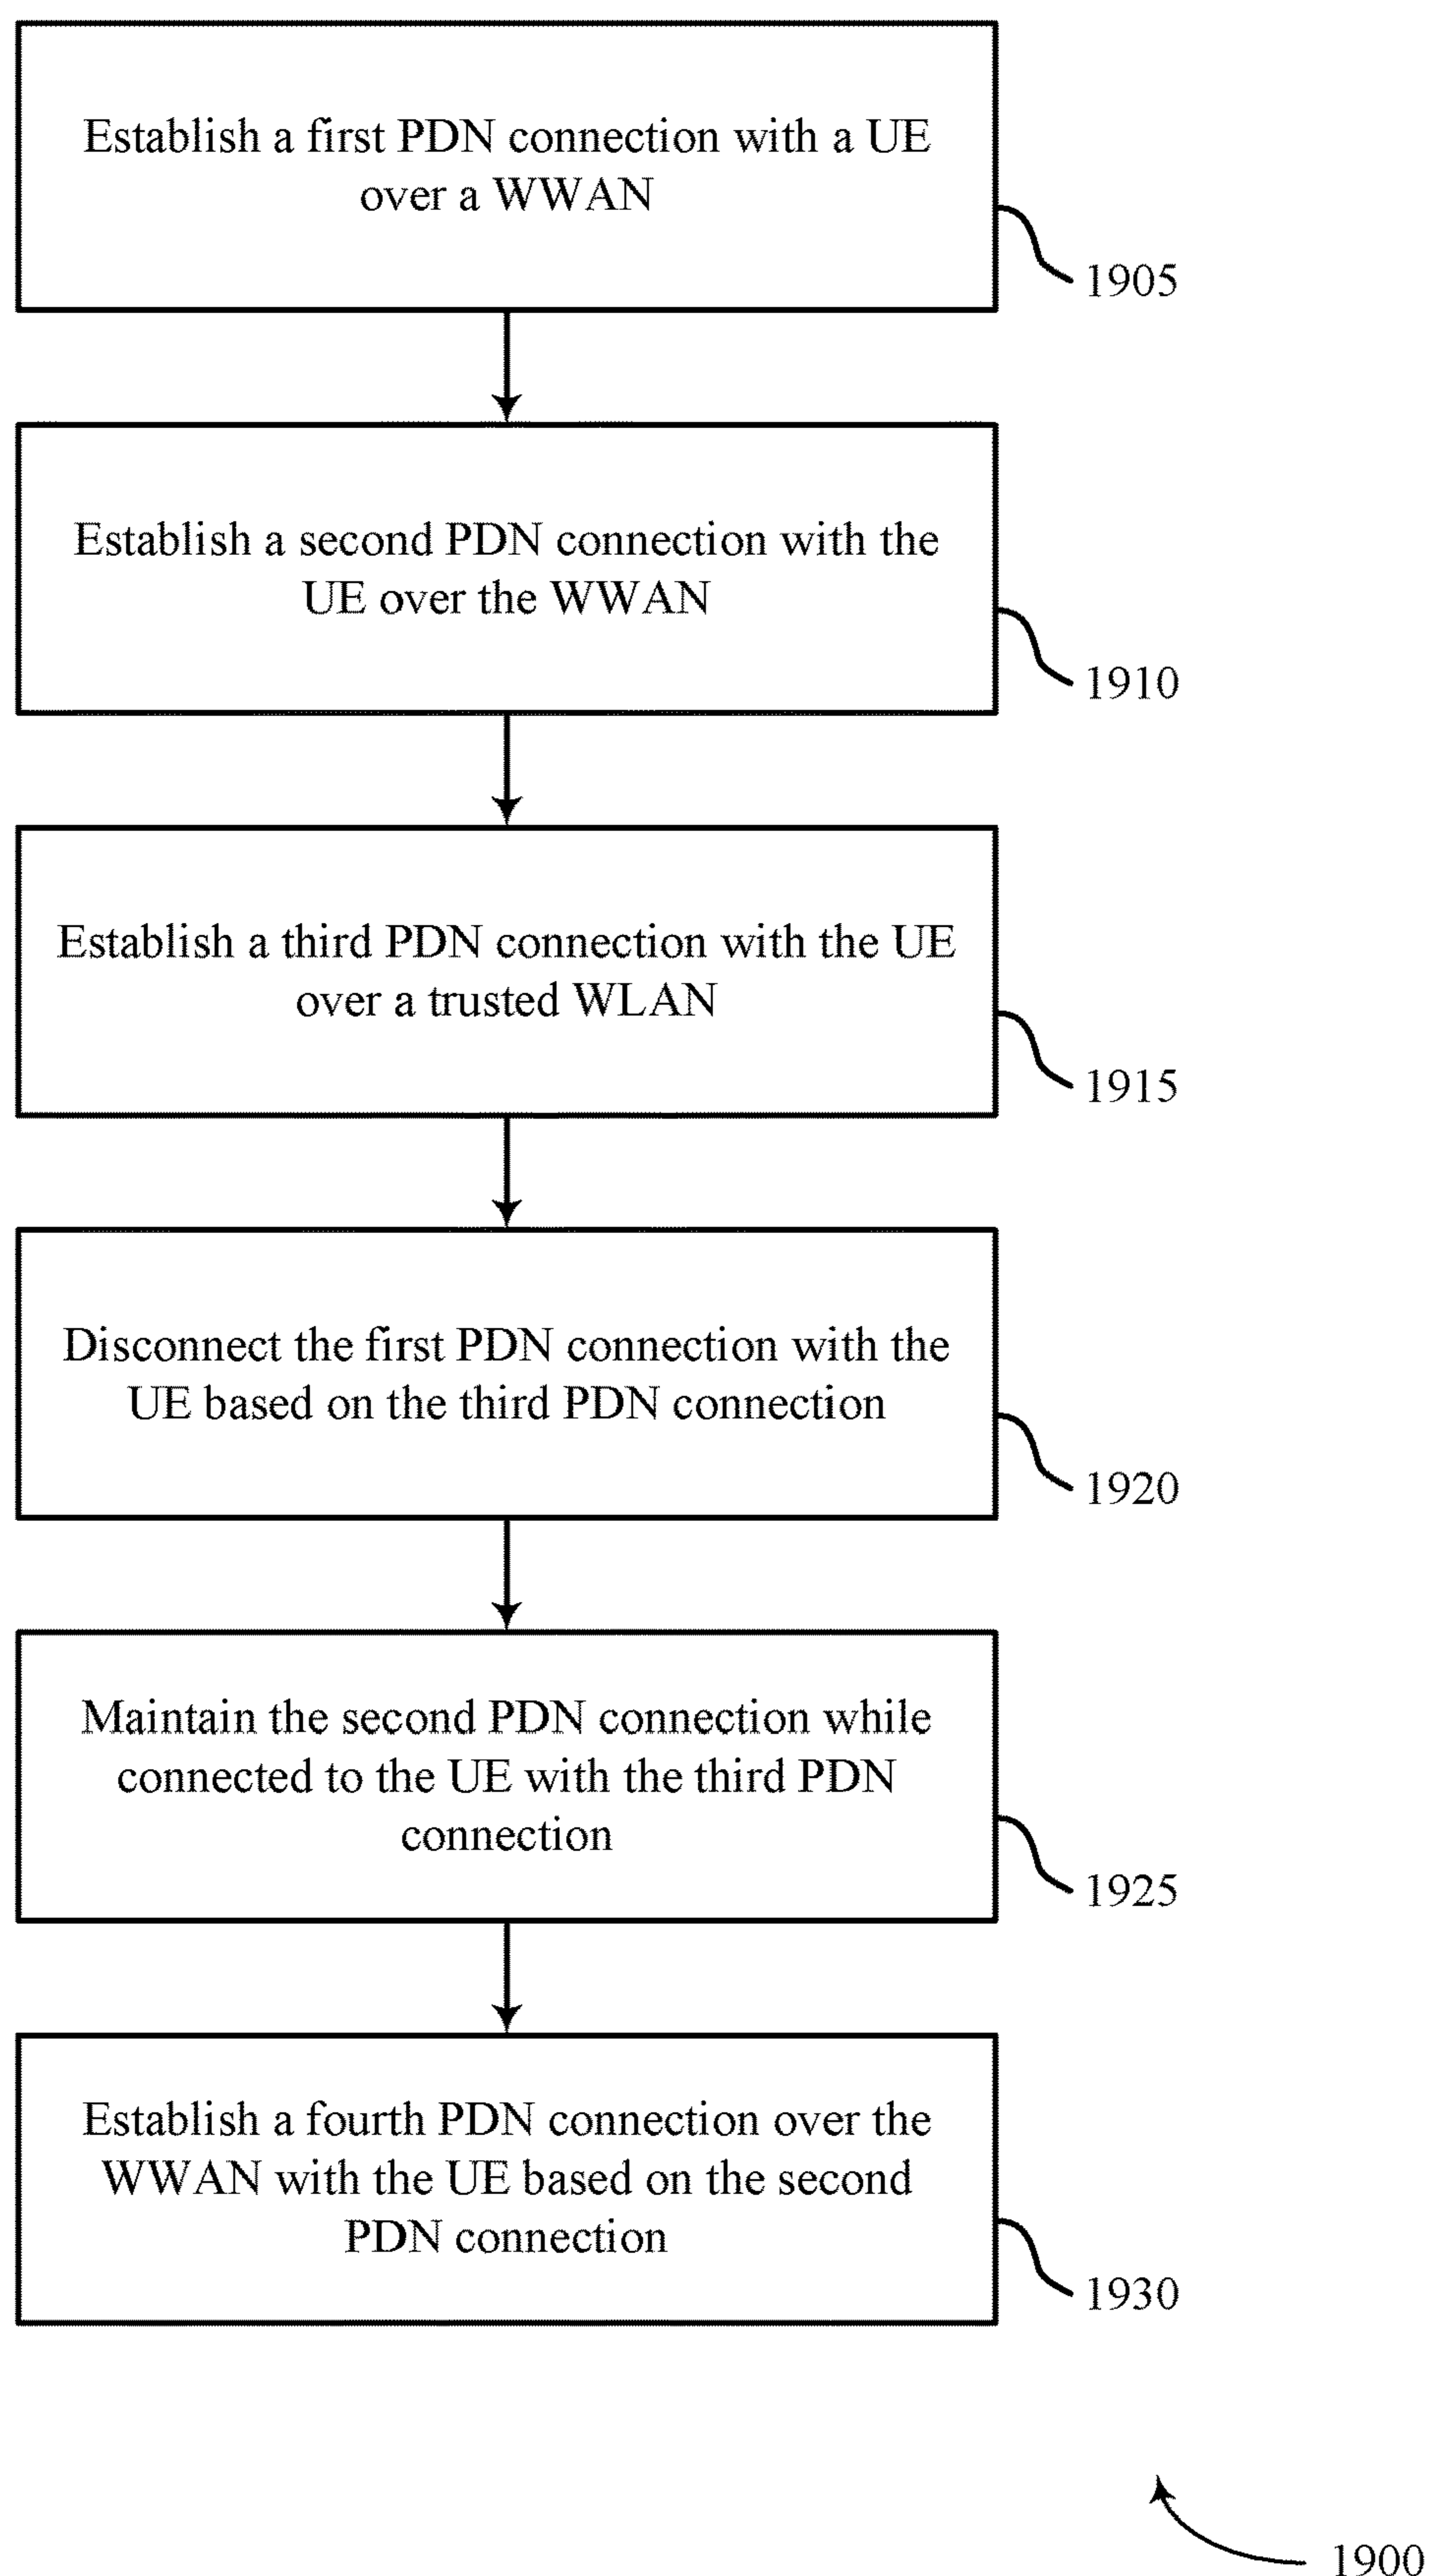 Establish a first PDN connection with a UE
over a WWAN
1905
Establish a second PDN connection with the
UE over the WWAN
1910
Establish a third PDN connection with the UE
over a trusted WLAN
1915
Disconnect the first PDN connection with the
UE based on the third PDN connection
1920
Maintain the second PDN connection while
connected to the UE with the third PDN
connection
1925
Establish a fourth PDN connection over the
WWAN with the UE based on the second
PDN connection
1930
1900